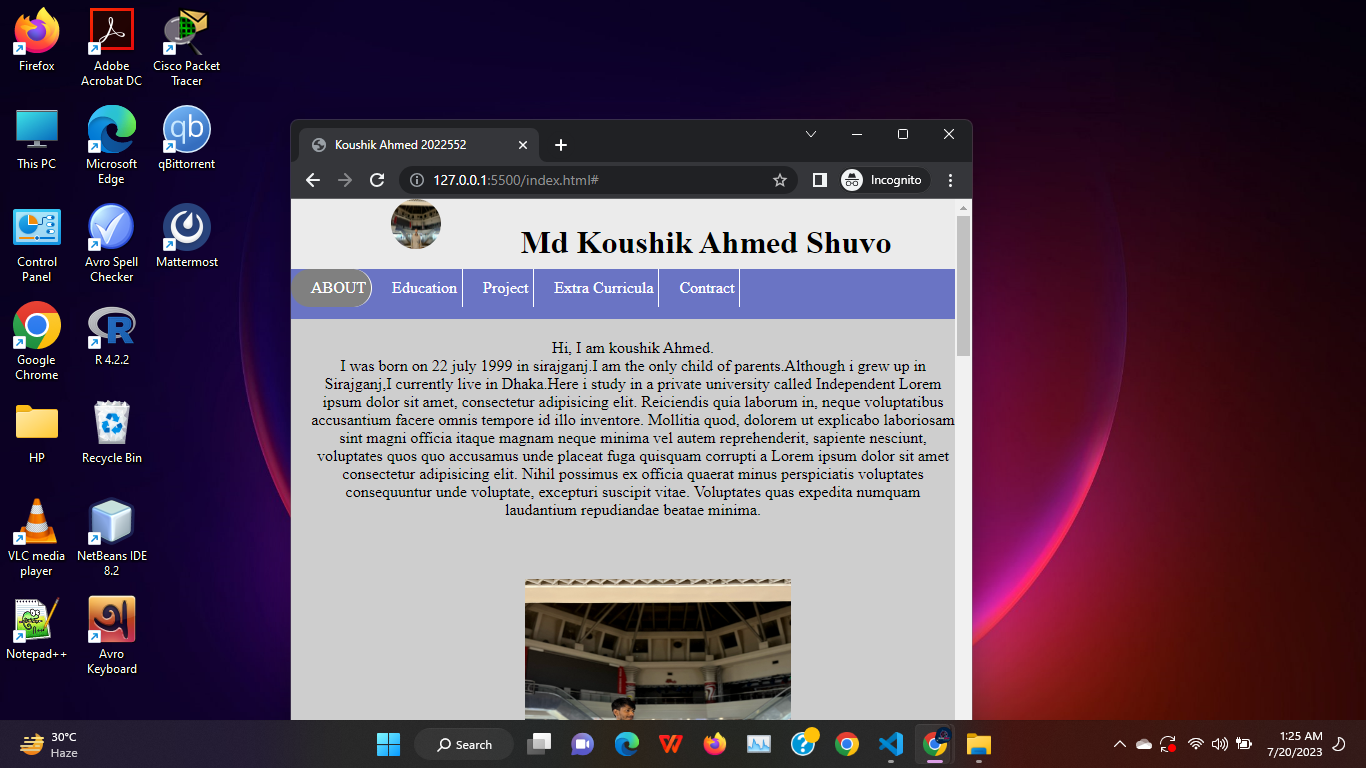 Firefox
Adobe
Acrobat DC
Cisco Packet
Tracer
This PC
Microsoft
Edge
qBittorrent
Control
Panel
Avro Spell
Checker
Mattermost
Google
Chrome
R 4.2.2
HP
Recycle Bin
VLC media
player
NetBeans IDE
8.2
Notepad++
Avro
Keyboard
qb
Koushik Ahmed 2022552
127.0.0.1:5500/index.html#
Incognito
Md Koushik Ahmed Shuvo
ABOUT Education Project Extra Curricula Contract
Hi, I am koushik Ahmed.
I was born on 22 july 1999 in sirajganj.I am the only child of parents.Although i grew up in
Sirajganj,I currently live in Dhaka.Here i study in a private university called Independent Lorem
ipsum dolor sit amet, consectetur adipisicing elit. Reiciendis quia laborum in, neque voluptatibus
accusantium facere omnis tempore id illo inventore. Mollitia quod, dolorem ut explicabo laboriosam
sint magni officia itaque magnam neque minima vel autem reprehenderit, sapiente nesciunt,
voluptates quos quo accusamus unde placeat fuga quisquam corrupti a Lorem ipsum dolor sit amet
consectetur adipisicing elit. Nihil possimus ex officia quaerat minus perspiciatis voluptates
consequuntur unde voluptate, excepturi suscipit vitae. Voluptates quas expedita numquam
laudantium repudiandae beatae minima.
30°C
Haze
Search
1:25 AM
7/20/2023